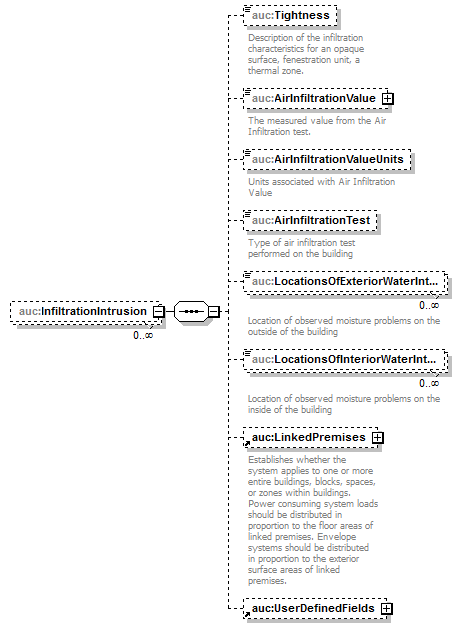 auc:Tightness
Description of the infiltration
characteristics for an opaque
surface, fenestration unit, a
thermal zone.
auc:AirInfiltrationValue
The measured value from the Air
Infiltration test.
auc:AirInfiltrationValueUnits
Units associated with Air Infiltration
Value
auc:AirInfiltrationTest
Type of air infiltration test
performed on the building
auc:LocationsOfExteriorWaterInt...
0..∞
Location of observed moisture problems on the
outside of the building
auc:InfiltrationIntrusion
0..∞
auc:LocationsOfInteriorWaterInt...
0..∞
Location of observed moisture problems on the
inside of the building
auc:LinkedPremises
Establishes whether the
system applies to one or more
entire buildings, blocks, spaces,
or zones within buildings.
Power consuming system loads
should be distributed in
proportion to the floor areas of
linked premises. Envelope
systems should be distributed
in proportion to the exterior
surface areas of linked
premises.
auc:UserDefinedFields